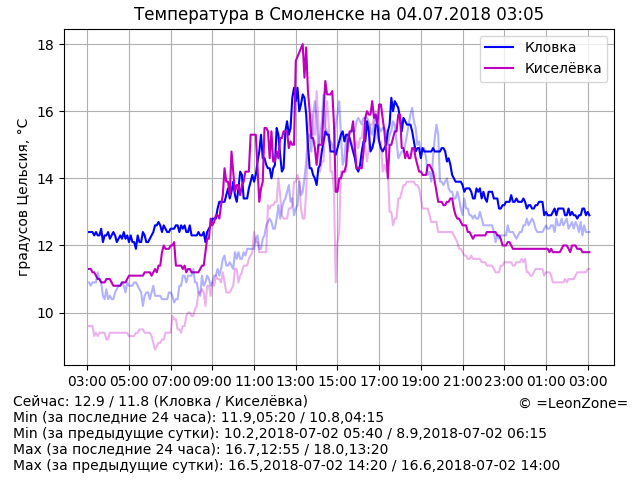 Температура в Смоленске на 04.07.2018 03:05
градусов Цельсия, °C
18
16
14
12
10
Кловка
Киселёвка
03:00 05:00 07:00 09:00 11:00 13:00 15:00 17:00 19:00 21:00 23:00 01:00 03:00
Сейчас: 12.9 / 11.8 (Кловка / Киселёвка)
© =LeonZone=
Min (за последние 24 часа): 11.9,05:20 / 10.8,04:15
Min (за предыдущие сутки): 10.2,2018-07-02 05:40 / 8.9,2018-07-02 06:15
Max (за последние 24 часа): 16.7,12:55 / 18.0,13:20
Max (за предыдущие сутки): 16.5,2018-07-02 14:20 / 16.6,2018-07-02 14:00